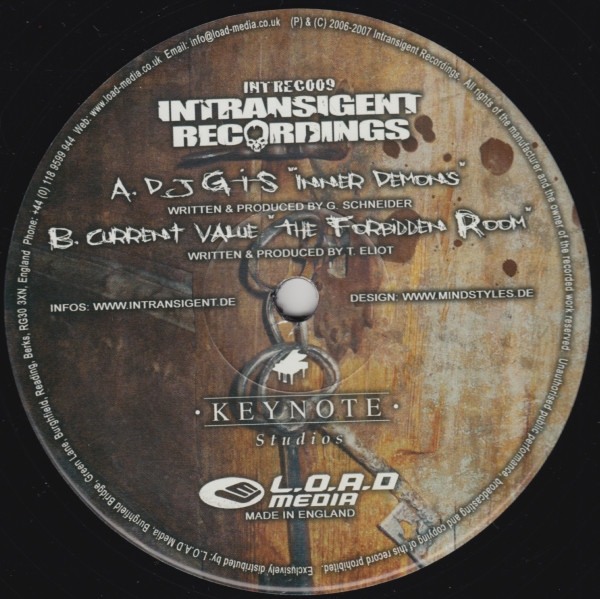 INTREC009
INTRANSIGENT
RECORDINGS
A. DJ G-I-S "INNER DEMONS"
WRITTEN & PRODUCED BY G. SCHNEIDER
B. CURRENT VALUE "THE FORBIDDEN ROOM"
WRITTEN & PRODUCED BY T. ELIOT
INFOS: WWW.INTRANSIGENT.DE
DESIGN: WWW.MINDSTYLES.DE
· KEYNOTE ·
Studios
L.O.A.D
MEDIA
MADE IN ENGLAND
(P) & (C) 2006-2007 Intransigent Recordings. All rights of the manufacturer and the owner of the recorded work reserved. Unauthorised public performance, broadcasting and copying of this record prohibited.
Exclusively distributed by: L.O.A.D Media, Burghfield Bridge, Green Lane, Burghfield, Reading, Berks, RG30 3XN, England Phone: +44 (0) 118 9599 944 Web: www.load-media.co.uk Email: info@load-media.co.uk